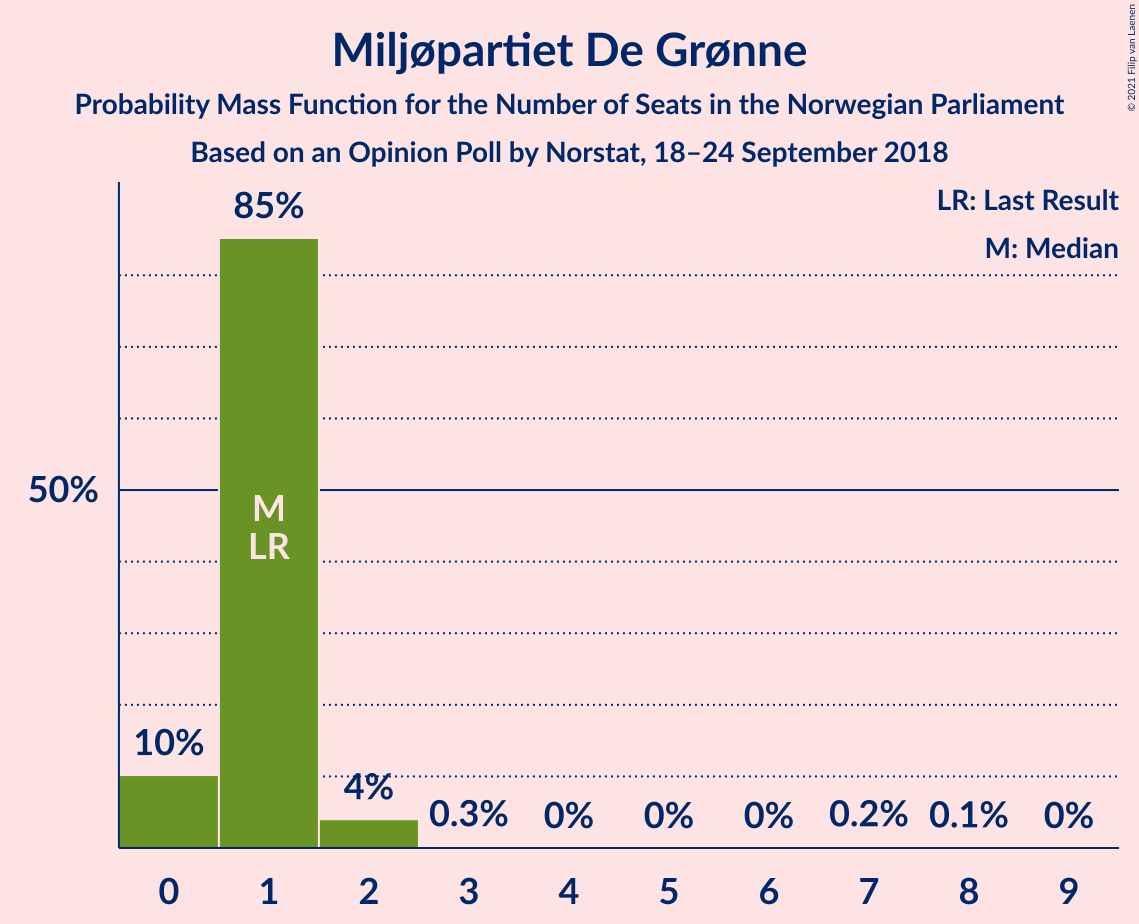 Miljøpartiet De Grønne
Probability Mass Function for the Number of Seats in the Norwegian Parliament
Based on an Opinion Poll by Norstat, 18–24 September 2018
© 2021 Filip van Laenen
LR: Last Result
M: Median
85%
50%
M
LR
10%
4%
0.3%
0%
0%
0%
0.2%
0.1%
0%
0 1 2 3 4 5 6 7 8 9